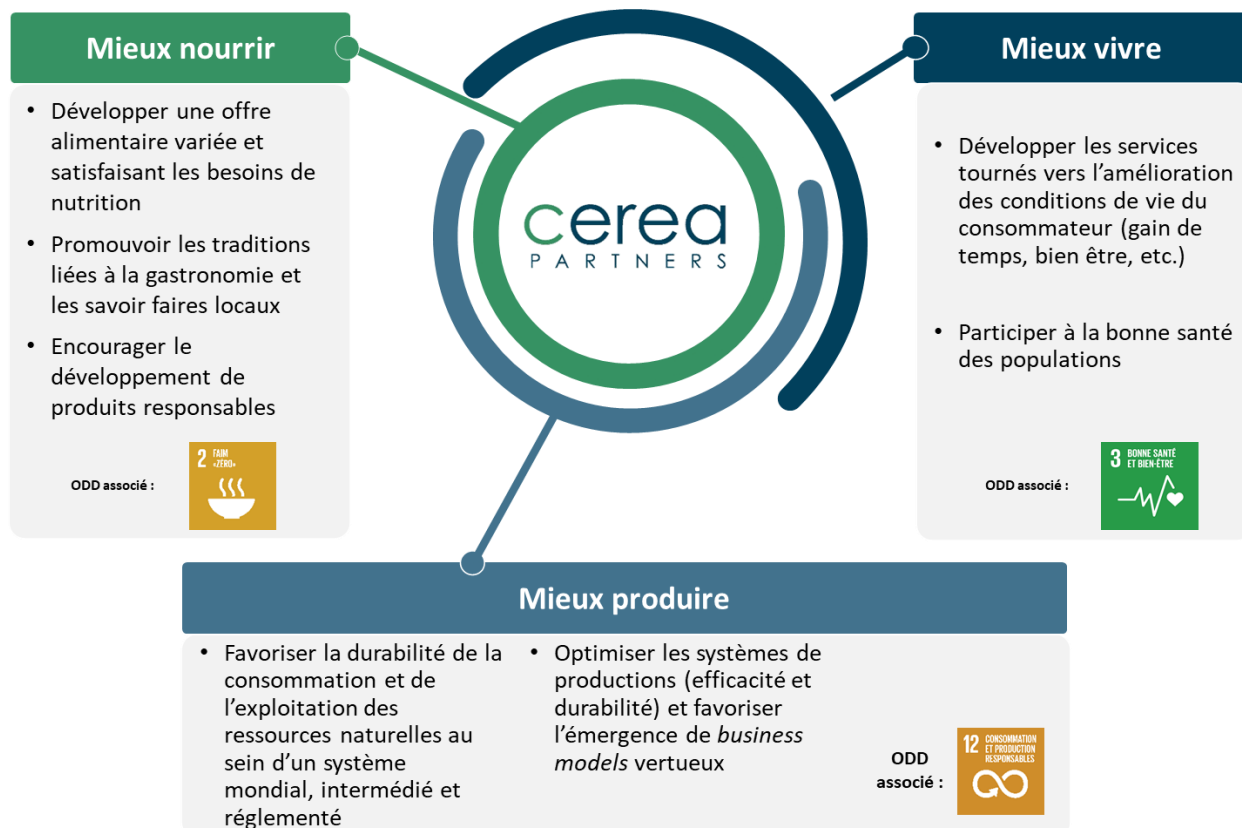 Mieux nourrir
• Développer une offre
alimentaire variée et
satisfaisant les besoins de
nutrition
• Promouvoir les traditions
liées à la gastronomie et
les savoir faires locaux
• Encourager le
développement de
produits responsables
ODD associé :
2 FAIM
«ZÉRO»
cerea
PARTNERS
Mieux vivre
• Développer les services
tournés vers l’amélioration
des conditions de vie du
consommateur (gain de
temps, bien être, etc.)
• Participer à la bonne santé
des populations
ODD associé :
3 BONNE SANTÉ
ET BIEN-ÊTRE
Mieux produire
• Favoriser la durabilité de la
consommation et de
l’exploitation des
ressources naturelles au
sein d’un système
mondial, intermédié et
réglementé
• Optimiser les systèmes de
productions (efficacité et
durabilité) et favoriser
l’émergence de business
models vertueux
ODD
associé :
12 CONSOMMATION
ET PRODUCTION
RESPONSABLES